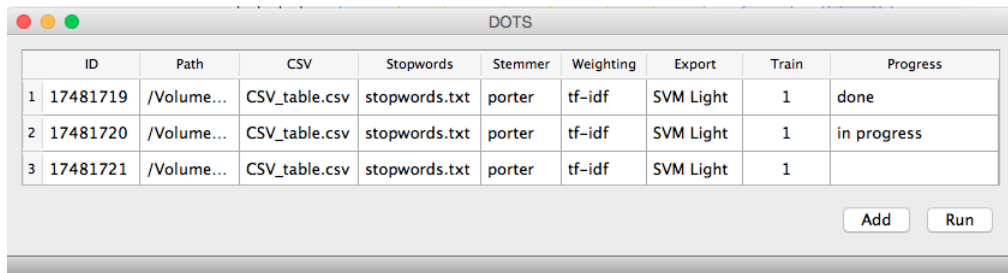 DOTS
ID Path CSV Stopwords Stemmer Weighting Export Train Progress
1 17481719 /Volume... CSV_table.csv stopwords.txt porter tf-idf SVM Light 1 done
2 17481720 /Volume... CSV_table.csv stopwords.txt porter tf-idf SVM Light 1 in progress
3 17481721 /Volume... CSV_table.csv stopwords.txt porter tf-idf SVM Light 1
Add Run